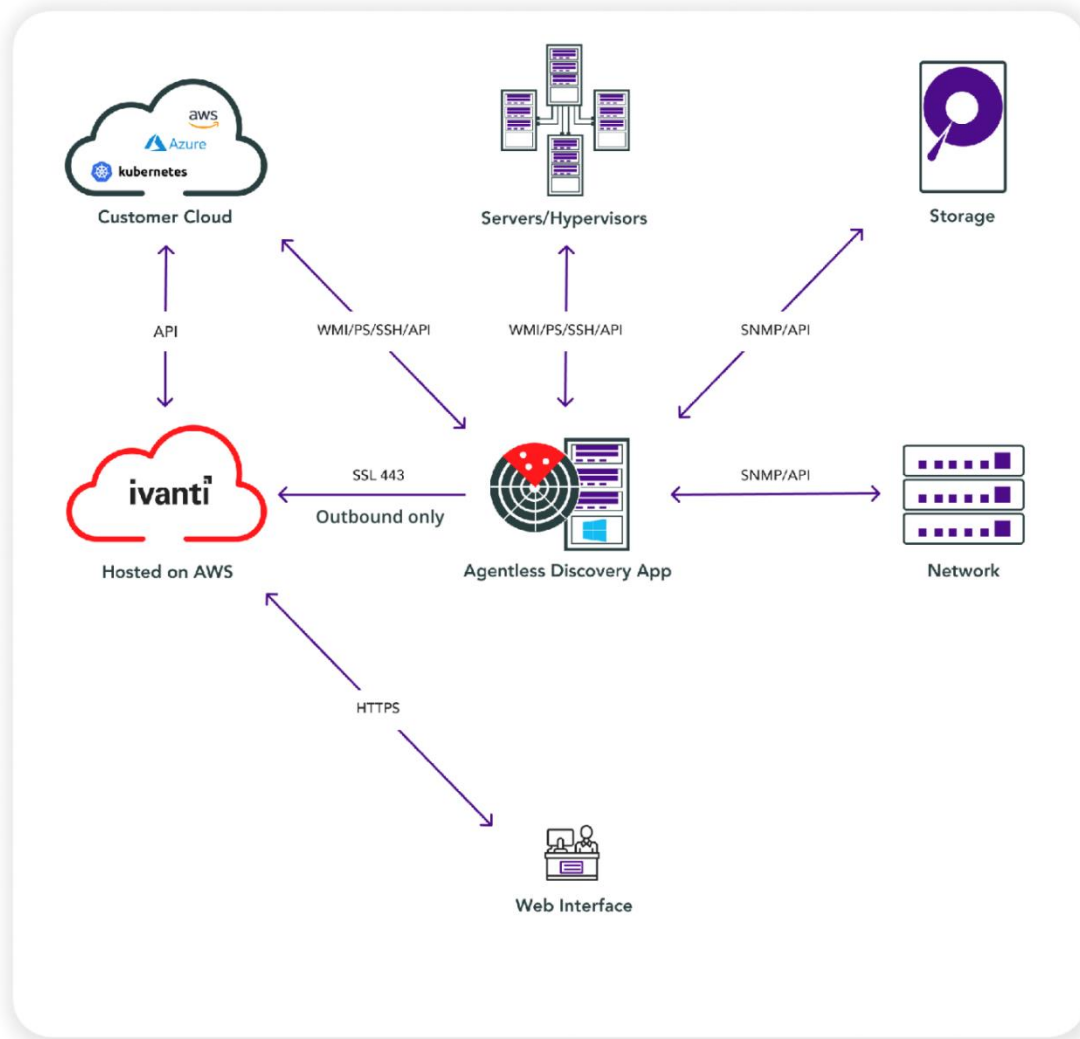 aws
Azure
kubernetes
Customer Cloud
Servers/Hypervisors
Storage
API
WMI/PS/SSH/API
WMI/PS/SSH/API
SNMP/API
ivanti
SSL 443
Outbound only
SNMP/API
Hosted on AWS
Agentless Discovery App
Network
HTTPS
Web Interface